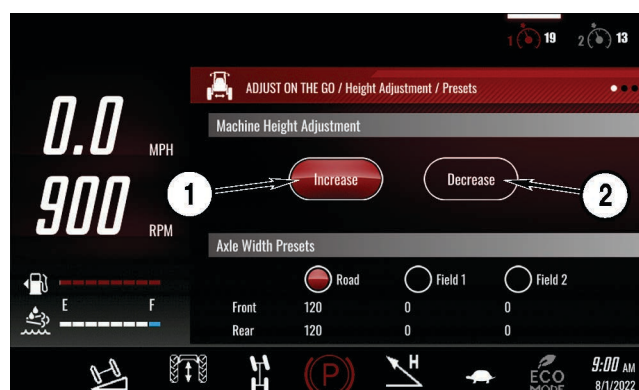 1 19 2 13
ADJUST ON THE GO / Height Adjustment / Presets
0.0 MPH
Machine Height Adjustment
1 Increase Decrease 2
900 RPM
Axle Width Presets
Road Field 1 Field 2
E F
Front 120 0 0
Rear 120 0 0
P H ECO MODE 9:00 AM
8/1/2022